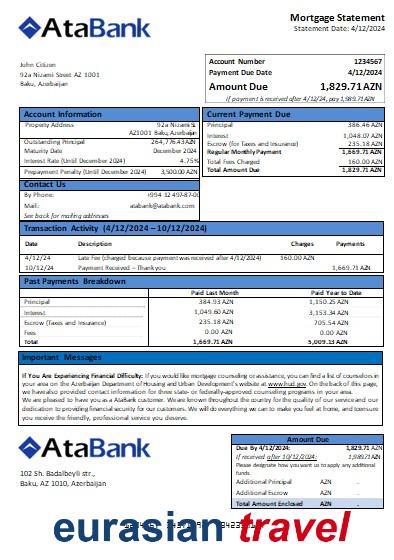 AtaBank
Mortgage Statement
Statement Date: 4/12/2024
John Citizen
92a Nizami Street AZ 1001
Baku, Azerbaijan
Account Number 1234567
Payment Due Date 4/12/2024
Amount Due 1,829.71 AZN
If payment is received after 4/12/24, pay 1,989.71 AZN
Account Information
Property Address 92a Nizami St.
AZ1001 Baku, Azerbaijan
Outstanding Principal 264,776.43 AZN
Maturity Date December 2024
Interest Rate (Until December 2024) 4.75%
Prepayment Penalty (Until December 2024) 3,500.00 AZN
Contact Us
By Phone: +994 12 497-87-00
Mail: atabank@atabank.com
See back for mailing addresses
Current Payment Due
Principal 386.46 AZN
Interest 1,048.07 AZN
Escrow (for Taxes and Insurance) 235.18 AZN
Regular Monthly Payment 1,669.71 AZN
Total Fees Charged 160.00 AZN
Total Amount Due 1,829.71 AZN
Transaction Activity (4/12/2024 – 10/12/2024)
Date Description Charges Payments
4/12/24 Late Fee (charged because payment was received after 4/12/2024) 160.00 AZN
10/12/24 Payment Received – Thank you 1,669.71 AZN
Past Payments Breakdown
Paid Last Month Paid Year to Date
Principal 384.93 AZN 1,150.25 AZN
Interest 1,049.60 AZN 3,153.34 AZN
Escrow (Taxes and Insurance) 235.18 AZN 705.54 AZN
Fees 0.00 AZN 0.00 AZN
Total 1,669.71 AZN 5,009.13 AZN
Important Messages
If You Are Experiencing Financial Difficulty: If you would like mortgage counseling or assistance, you can find a list of counselors in
your area on the Azerbaijan Department of Housing and Urban Development's website at www.hud.gov. On the back of this page,
we have also provided contact information for three state- or federally-approved counseling programs in your area.
We are pleased to have you as a AtaBank customer. We are known throughout the country for the quality of our service and our
dedication to providing financial security for our customers. We will do everything we can to make you feel at home, and to ensure
you receive the friendly, professional service you deserve.
AtaBank
102 Sh. Badalbeyli str.,
Baku, AZ 1010, Azerbaijan
Amount Due
Due By 4/12/2024: 1,829.71 AZN
If received after 10/12/2024: 1,989.71 AZN
Please designate how you want us to apply any additional
funds.
Additional Principal AZN .
Additional Escrow AZN .
Total Amount Enclosed AZN .
eurasian travel